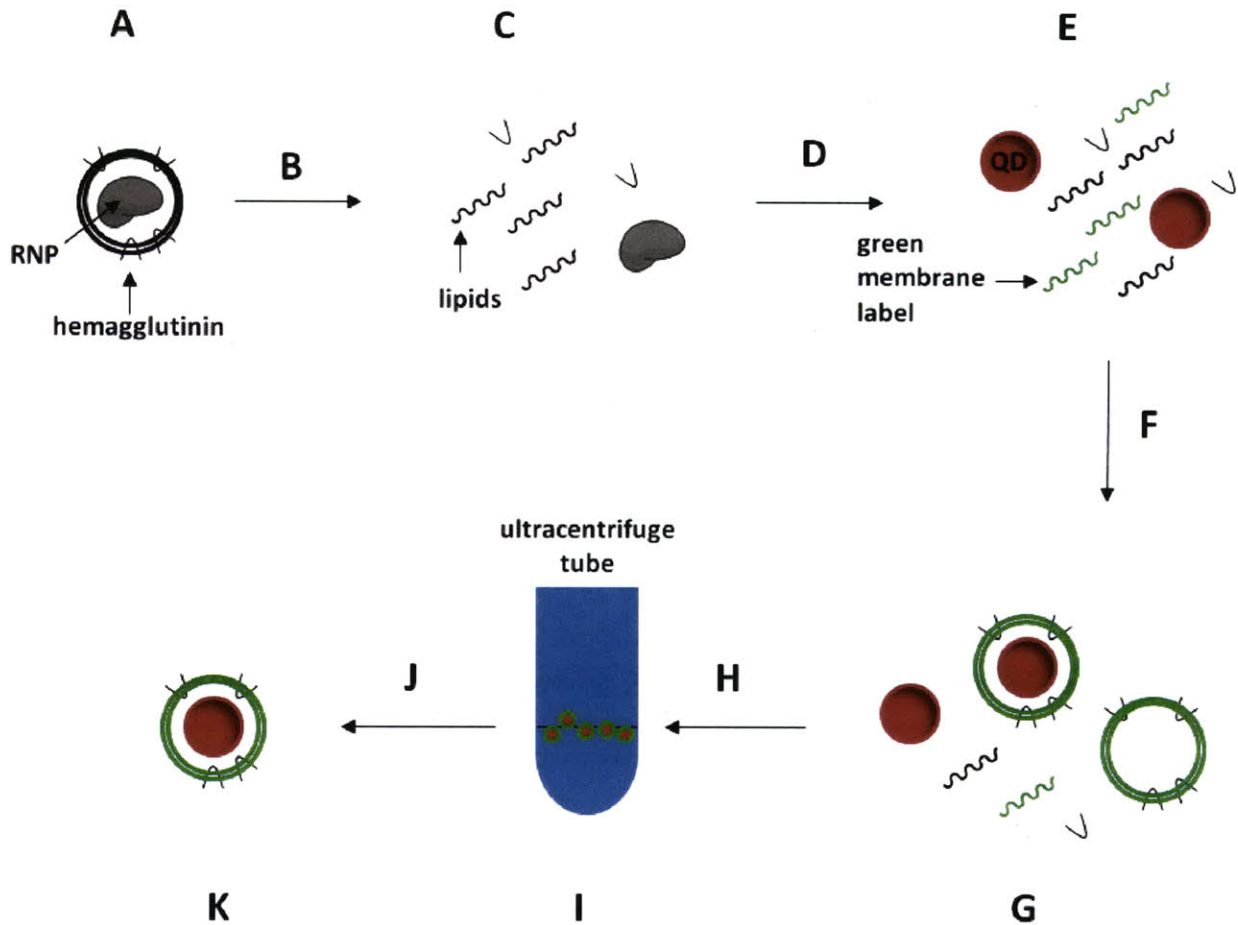 A
C
E
B
D
QD
RNP
hemagglutinin
lipids
green
membrane
label
F
ultracentrifuge
tube
J
H
K
I
G